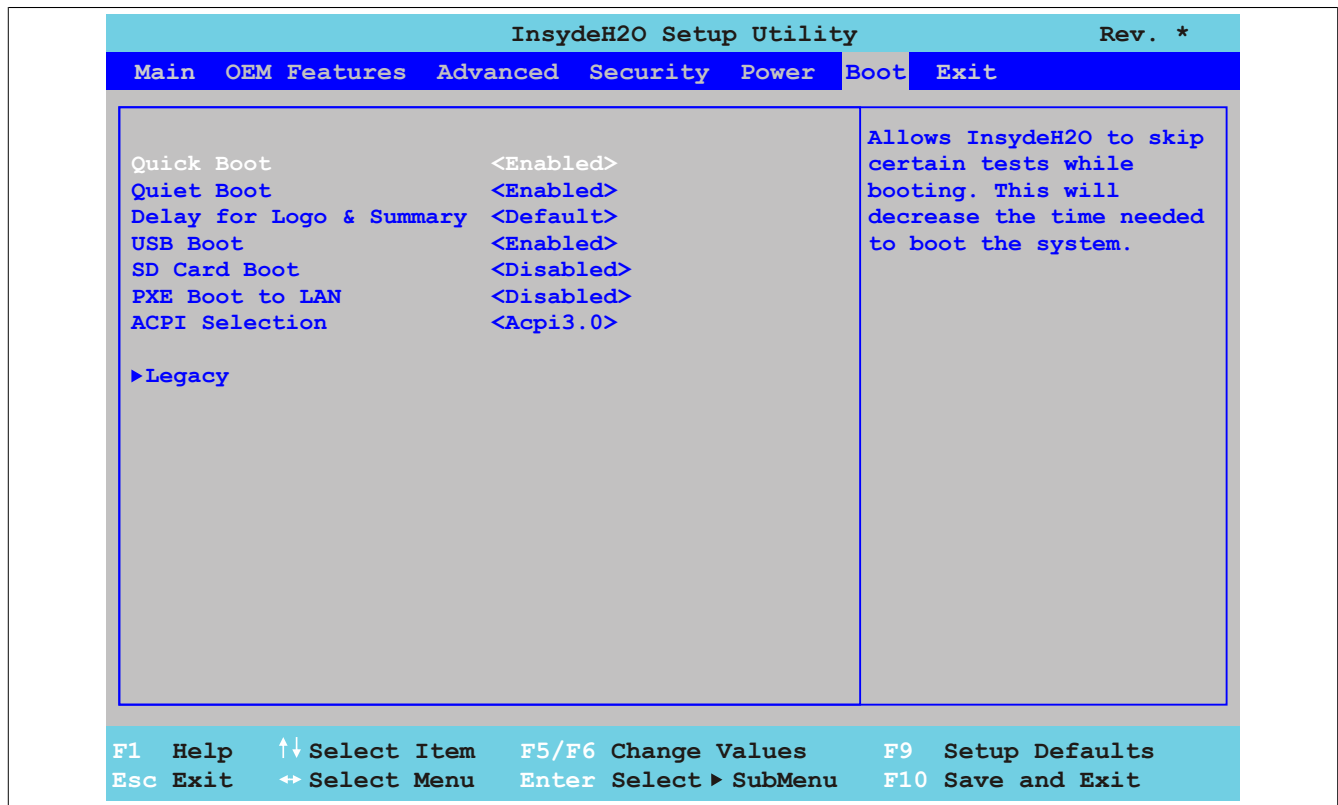 InsydeH2O Setup Utility Rev. *
Main OEM Features Advanced Security Power Boot Exit
Quick Boot <Enabled>
Quiet Boot <Enabled>
Delay for Logo & Summary <Default>
USB Boot <Enabled>
SD Card Boot <Disabled>
PXE Boot to LAN <Disabled>
ACPI Selection <Acpi3.0>
▶Legacy
Allows InsydeH2O to skip
certain tests while
booting. This will
decrease the time needed
to boot the system.
F1 Help ↑↓ Select Item F5/F6 Change Values F9 Setup Defaults
Esc Exit ↔ Select Menu Enter Select ▶ SubMenu F10 Save and Exit